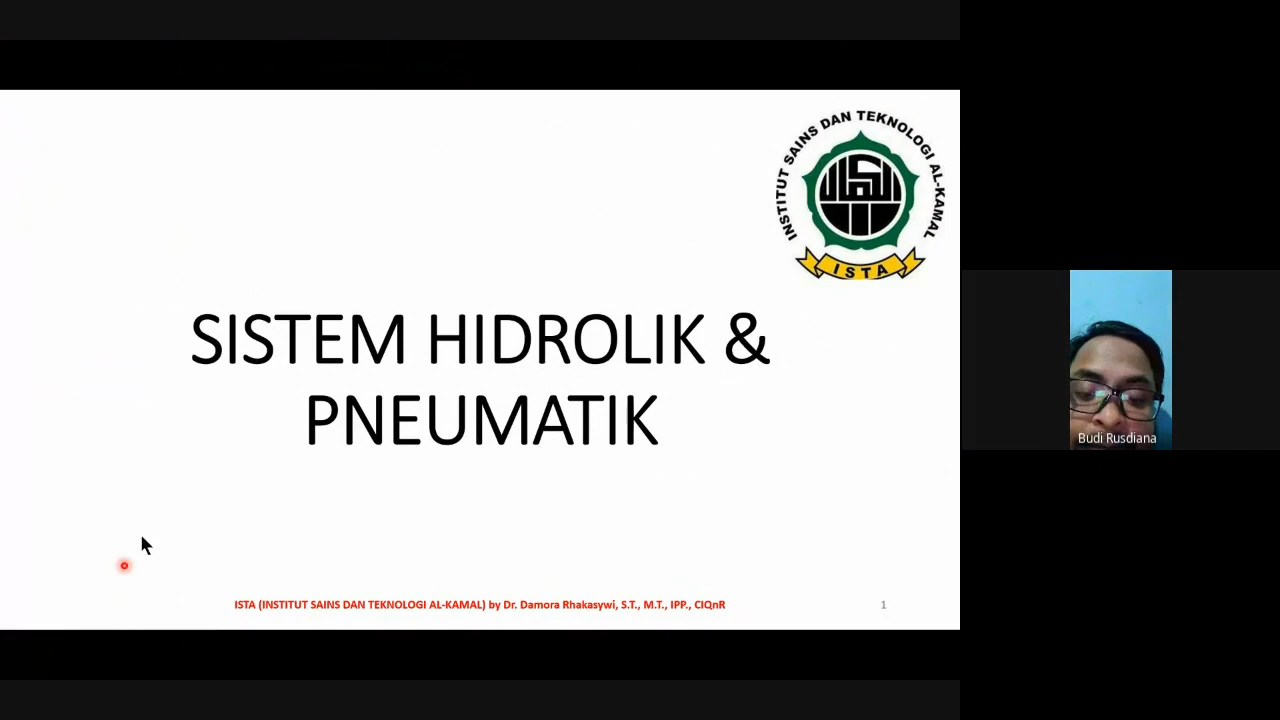 INSTITUT SAINS DAN TEKNOLOGI AL-KAMAL
الكمال
ISTA
SISTEM HIDROLIK &
PNEUMATIK
Budi Rusdiana
ISTA (INSTITUT SAINS DAN TEKNOLOGI AL-KAMAL) by Dr. Damora Rhakasywi, S.T., M.T., IPP., CIQnR
1